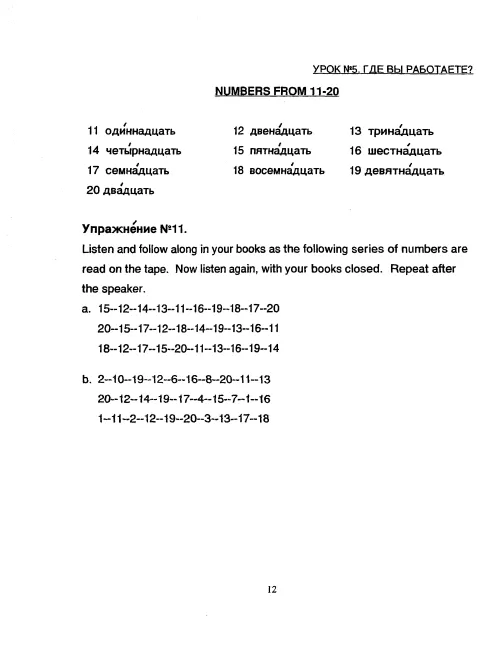 УРОК №5. ГДЕ ВЫ РАБОТАЕТЕ?
NUMBERS FROM 11-20
11 оди́ннадцать 12 двена́дцать 13 трина́дцать
14 четы́рнадцать 15 пятна́дцать 16 шестна́дцать
17 семна́дцать 18 восемна́дцать 19 девятна́дцать
20 два́дцать
Упражне́ние №11.
Listen and follow along in your books as the following series of numbers are
read on the tape. Now listen again, with your books closed. Repeat after
the speaker.
a. 15--12--14--13--11--16--19--18--17--20
20--15--17--12--18--14--19--13--16--11
18--12--17--15--20--11--13--16--19--14
b. 2--10--19--12--6--16--8--20--11--13
20--12--14--19--17--4--15--7--1--16
1--11--2--12--19--20--3--13--17--18
12